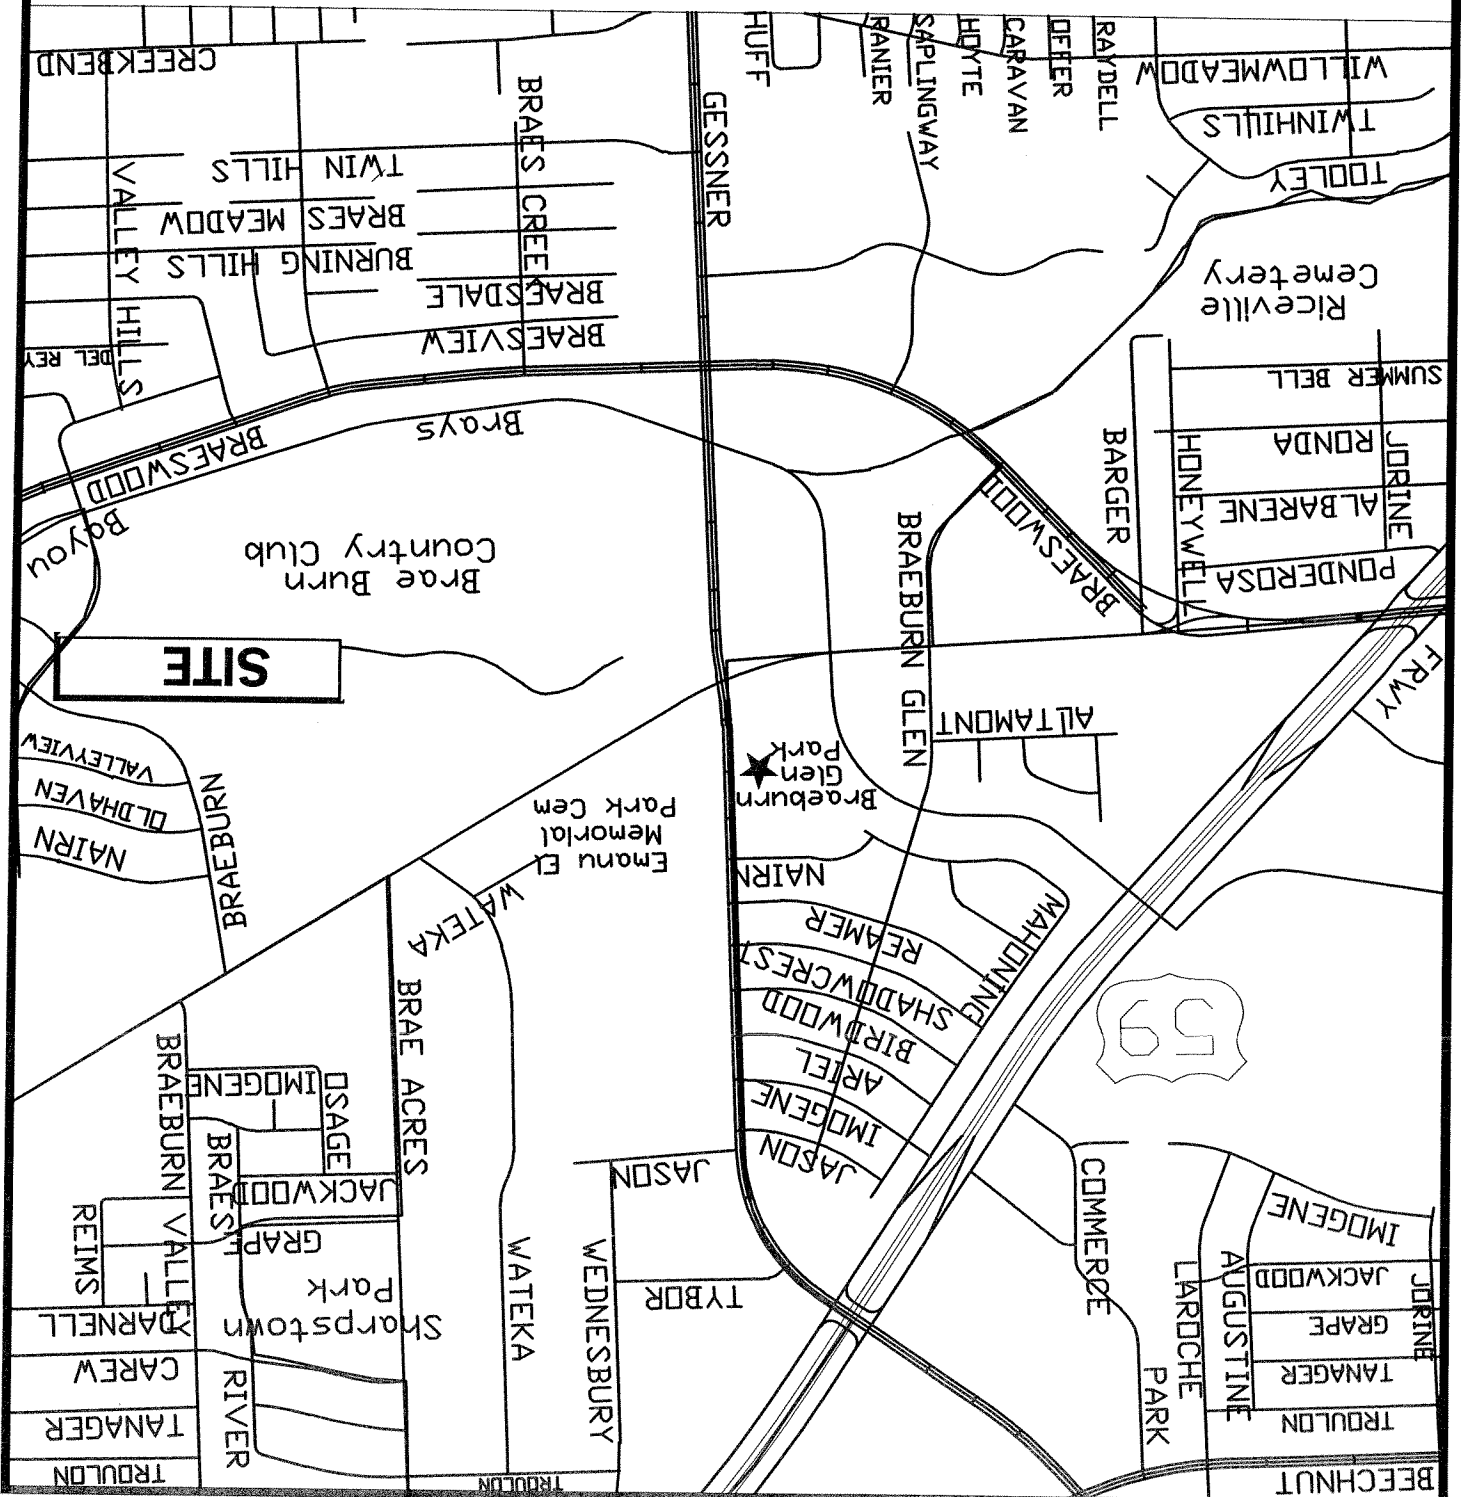 BEECHNUT
TROULON
TROULON
TROULON
TANAGER
TANAGER
CAREW
GRAPE
DARNELL
JACKWOOD
IMOGENE
JORINE
AUGUSTINE
LAROCHE
COMMERCE
PARK
TYBOR
JASON
WEDNESBURY
WATEKA
Sharpstown
Park
RIVER
GRAPE
JACKWOOD
REIMS
BRAES
OSAGE
IMOGENE
BRAEBURN VALLEY
BRAE ACRES
JASON
IMOGENE
ARIEL
BIRDWOOD
SHADOWCREST
REAMER
NAIRN
MAHONING
59
WATEKA
Emanu El
Memorial
Park Cem
Braeburn
Glen
Park
BRAEBURN
NAIRN
OLDHAVEN
VALLEYVIEW
ALTAMONT
BRAEBURN GLEN
FRWY
SITE
Brae Burn
Country Club
Brays
Bayou
BRAESWOOD
BRAESWOOD
PONDEROSA
ALBARENE
RONDA
SUMMER BELL
JORINE
HONEYWELL
BARGER
Riceville
Cemetery
TOOLEY
TWINHILLS
WILLOWMEADOW
RAYDELL
OFFER
CARAVAN
HOYTE
SAPLINGWAY
RANIER
HUFF
GESSNER
BRAESVIEW
BRAESDALE
BURNING HILLS
BRAES MEADOW
TWIN HILLS
BRAES CREEK
DEL REY
VALLEY HILLS
CREEKBEND